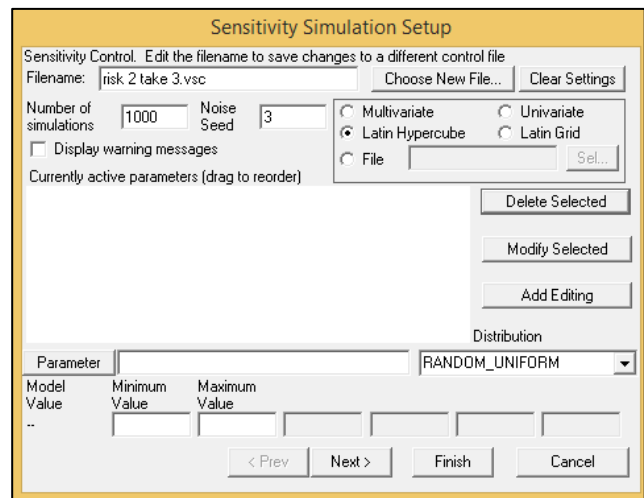 Sensitivity Simulation Setup
Sensitivity Control. Edit the filename to save changes to a different control file
Filename: risk 2 take 3.vsc Choose New File... Clear Settings
Number of simulations 1000 Noise Seed 3
Multivariate Univariate
Latin Hypercube Latin Grid
File Sel...
Display warning messages
Currently active parameters (drag to reorder)
Delete Selected
Modify Selected
Add Editing
Distribution
Parameter RANDOM_UNIFORM
Model Value Minimum Value Maximum Value
--
< Prev Next > Finish Cancel